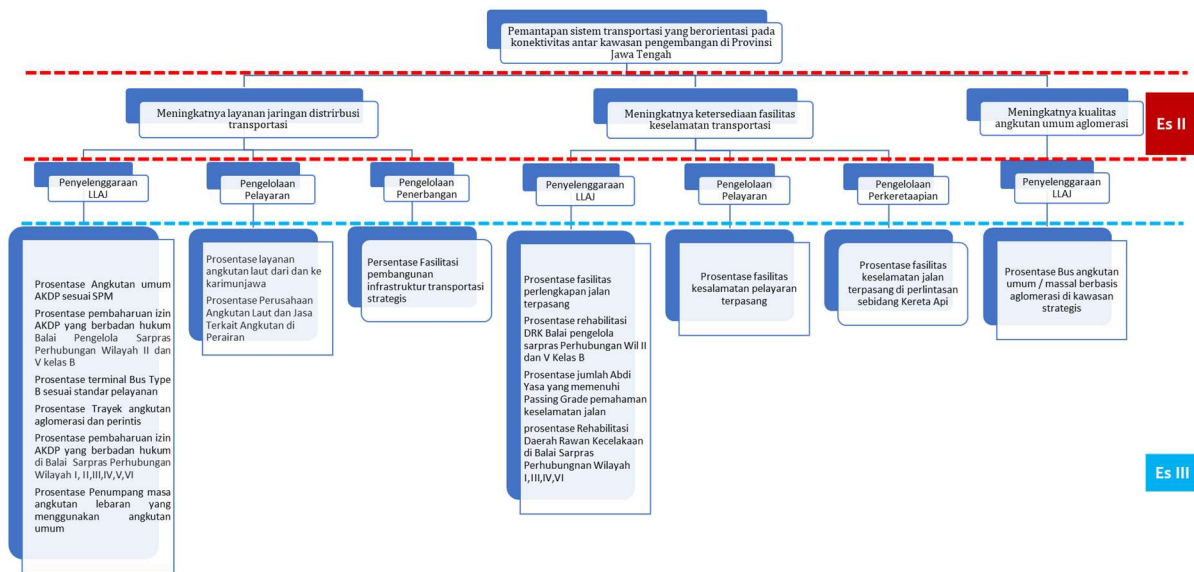 Pemantapan sistem transportasi yang berorientasi pada
konektivitas antar kawasan pengembangan di Provinsi
Jawa Tengah
Meningkatnya layanan jaringan distrirbusi
transportasi
Meningkatnya ketersediaan fasilitas
keselamatan transportasi
Meningkatnya kualitas
angkutan umum aglomerasi
Es II
Penyelenggaraan
LLAJ
Pengelolaan
Pelayaran
Pengelolaan
Penerbangan
Penyelenggaraan
LLAJ
Pengelolaan
Pelayaran
Pengelolaan
Perkeretaapian
Penyelenggaraan
LLAJ
Prosentase Angkutan umum
AKDP sesuai SPM
Prosentase pembaharuan izin
AKDP yang berbadan hukum
Balai Pengelola Sarpras
Perhubungan Wilayah II dan
V kelas B
Prosentase terminal Bus Type
B sesuai standar pelayanan
Prosentase Trayek angkutan
aglomerasi dan perintis
Prosentase pembaharuan izin
AKDP yang berbadan hukum
di Balai Sarpras Perhubungan
Wilayah I, II,III,IV,V,VI
Prosentase Penumpang masa
angkutan lebaran yang
menggunakan angkutan
umum
Prosentase layanan
angkutan laut dari dan ke
karimunjawa
Prosentase Perusahaan
Angkutan Laut dan Jasa
Terkait Angkutan di
Perairan
Persentase Fasilitasi
pembangunan
infrastruktur transportasi
strategis
Prosentase fasilitas
perlengkapan jalan
terpasang
Prosentase rehabilitasi
DRK Balai pengelola
sarpras Perhubungan Wil II
dan V Kelas B
Prosentase jumlah Abdi
Yasa yang memenuhi
Passing Grade pemahaman
keselamatan jalan
prosentase Rehabilitasi
Daerah Rawan Kecelakaan
di Balai Sarpras
Perhubungnan Wilayah
I,III,IV,VI
Prosentase fasilitas
kesalamatan pelayaran
terpasang
Prosentase fasilitas
keselamatan jalan
terpasang di perlintasan
sebidang Kereta Api
Prosentase Bus angkutan
umum / massal berbasis
aglomerasi di kawasan
strategis
Es III